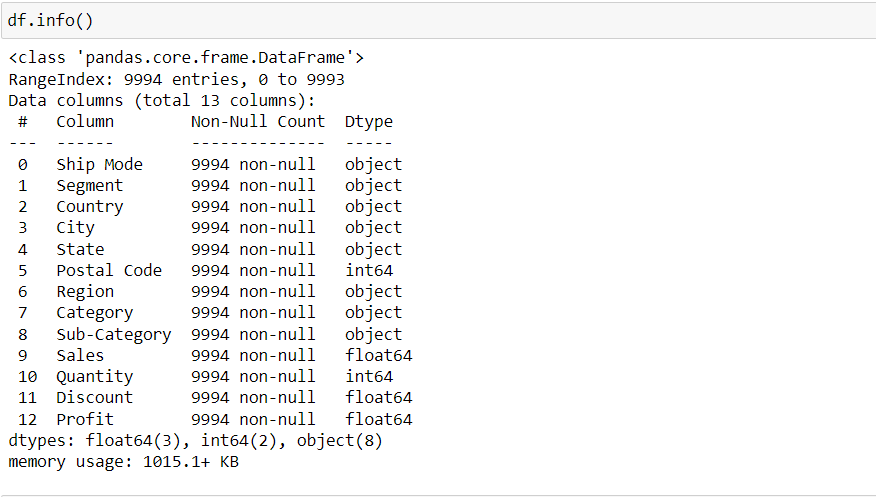 df.info()
<class 'pandas.core.frame.DataFrame'>
RangeIndex: 9994 entries, 0 to 9993
Data columns (total 13 columns):
 #   Column        Non-Null Count  Dtype
---  ------        --------------  -----
 0   Ship Mode     9994 non-null   object
 1   Segment       9994 non-null   object
 2   Country       9994 non-null   object
 3   City          9994 non-null   object
 4   State         9994 non-null   object
 5   Postal Code   9994 non-null   int64
 6   Region        9994 non-null   object
 7   Category      9994 non-null   object
 8   Sub-Category  9994 non-null   object
 9   Sales         9994 non-null   float64
 10  Quantity      9994 non-null   int64
 11  Discount      9994 non-null   float64
 12  Profit        9994 non-null   float64
dtypes: float64(3), int64(2), object(8)
memory usage: 1015.1+ KB